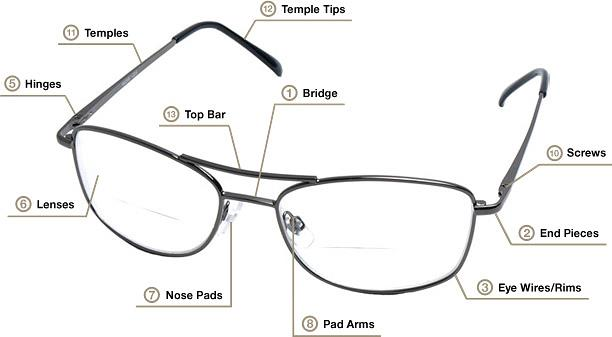 12 Temple Tips
11 Temples
5 Hinges
1 Bridge
13 Top Bar
10 Screws
6 Lenses
2 End Pieces
7 Nose Pads
3 Eye Wires/Rims
8 Pad Arms